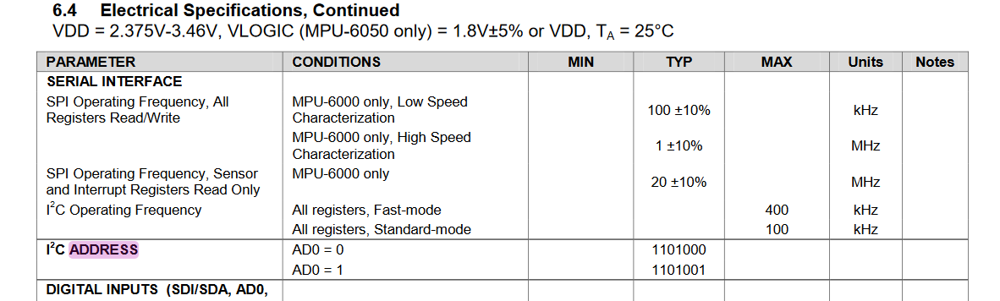 6.4 Electrical Specifications, Continued
VDD = 2.375V-3.46V, VLOGIC (MPU-6050 only) = 1.8V±5% or VDD, TA = 25°C
PARAMETER CONDITIONS MIN TYP MAX Units Notes
SERIAL INTERFACE
SPI Operating Frequency, All Registers Read/Write MPU-6000 only, Low Speed Characterization 100 ±10% kHz
MPU-6000 only, High Speed Characterization 1 ±10% MHz
SPI Operating Frequency, Sensor and Interrupt Registers Read Only MPU-6000 only 20 ±10% MHz
I²C Operating Frequency All registers, Fast-mode 400 kHz
All registers, Standard-mode 100 kHz
I²C ADDRESS AD0 = 0 1101000
AD0 = 1 1101001
DIGITAL INPUTS (SDI/SDA, AD0,